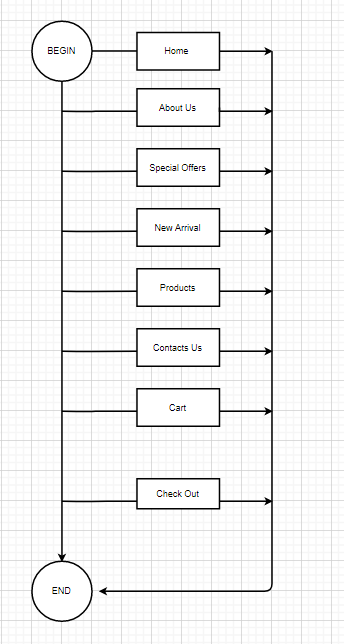 BEGIN
Home
About Us
Special Offers
New Arrival
Products
Contacts Us
Cart
Check Out
END